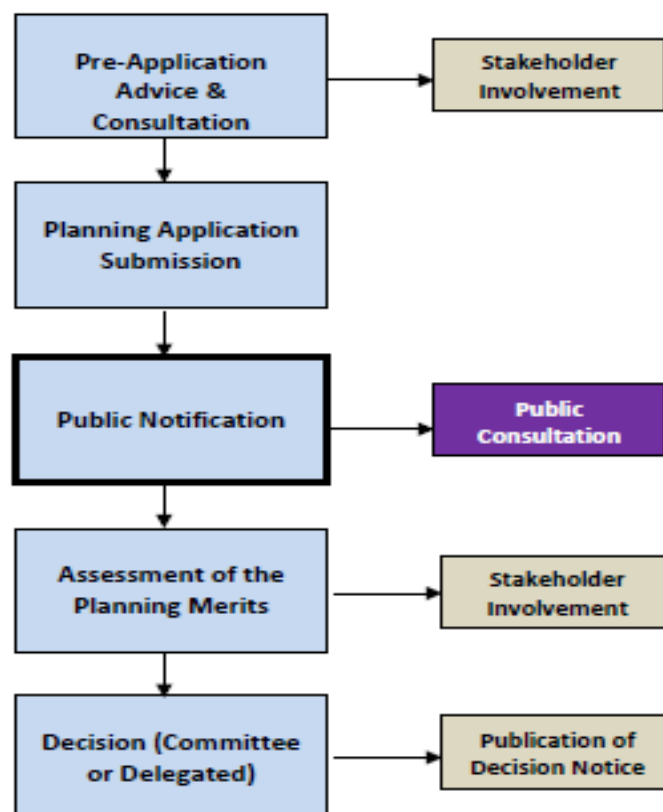 Pre-Application
Advice &
Consultation
Stakeholder
Involvement
Planning Application
Submission
Public Notification
Public
Consultation
Assessment of the
Planning Merits
Stakeholder
Involvement
Decision (Committee
or Delegated)
Publication of
Decision Notice